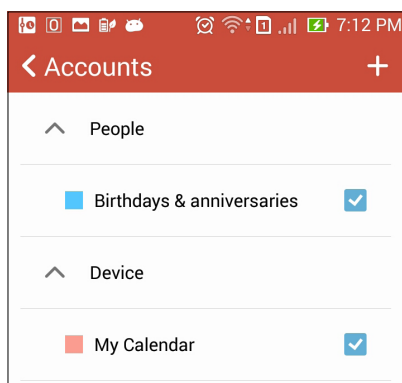 7:12 PM
Accounts
People
Birthdays & anniversaries
Device
My Calendar